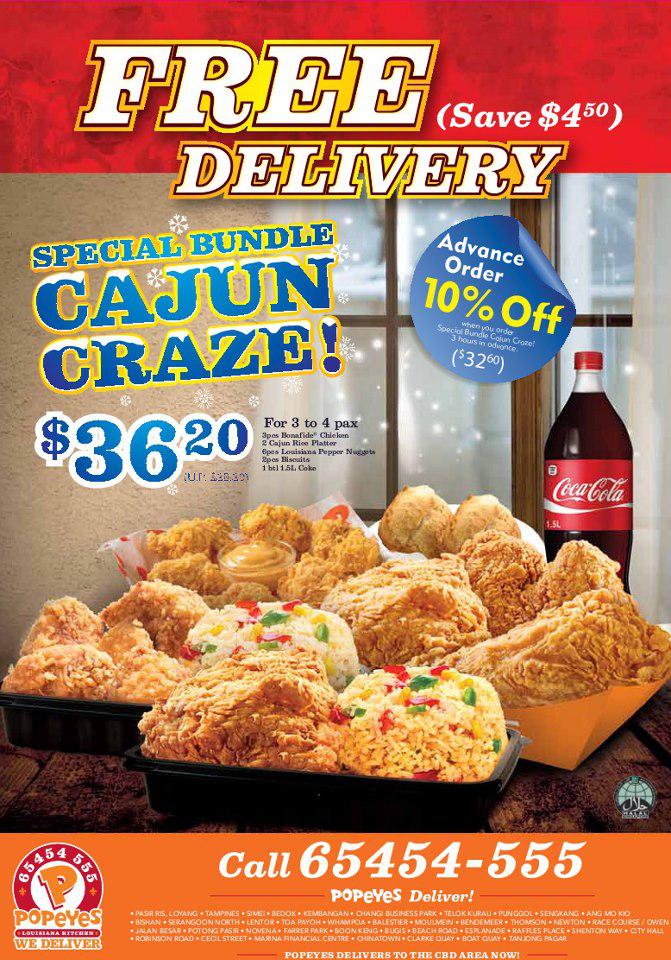 FREE
(Save $4⁵⁰)
DELIVERY
SPECIAL BUNDLE
CAJUN
CRAZE!
Advance
Order
10% Off
when you order
Special Bundle Cajun Craze!
3 hours in advance.
($32⁶⁰)
$36²⁰
(U.P.
For 3 to 4 pax
3pcs Bonafide® Chicken
2 Cajun Rice Platter
6pcs Louisiana Pepper Nuggets
2pcs Biscuits
1 btl 1.5L Coke
Coca-Cola
1.5L
HALAL
65454 555
POPEYES
LOUISIANA KITCHEN
WE DELIVER
Call 65454-555
POPEYES Deliver!
• PASIR RIS, LOYANG • TAMPINES • SIMEI • BEDOK • KEMBANGAN • CHANGI BUSINESS PARK • TELOK KURAU • PUNGGOL • SENGKANG • ANG MO KIO
• BISHAN • SERANGOON NORTH • LENTOR • TOA PAYOH • WHAMPOA • BALESTIER • MOULMEIN • BENDEMEER • THOMSON • NEWTON • RACE COURSE / OWEN
• JALAN BESAR • POTONG PASIR • NOVENA • FARRER PARK • BOON KENG • BUGIS • BEACH ROAD • ESPLANADE • RAFFLES PLACE • SHENTON WAY • CITY HALL
• ROBINSON ROAD • CECIL STREET • MARINA FINANCIAL CENTRE • CHINATOWN • CLARKE QUAY • BOAT QUAY • TANJONG PAGAR
POPEYES DELIVERS TO THE CBD AREA NOW!